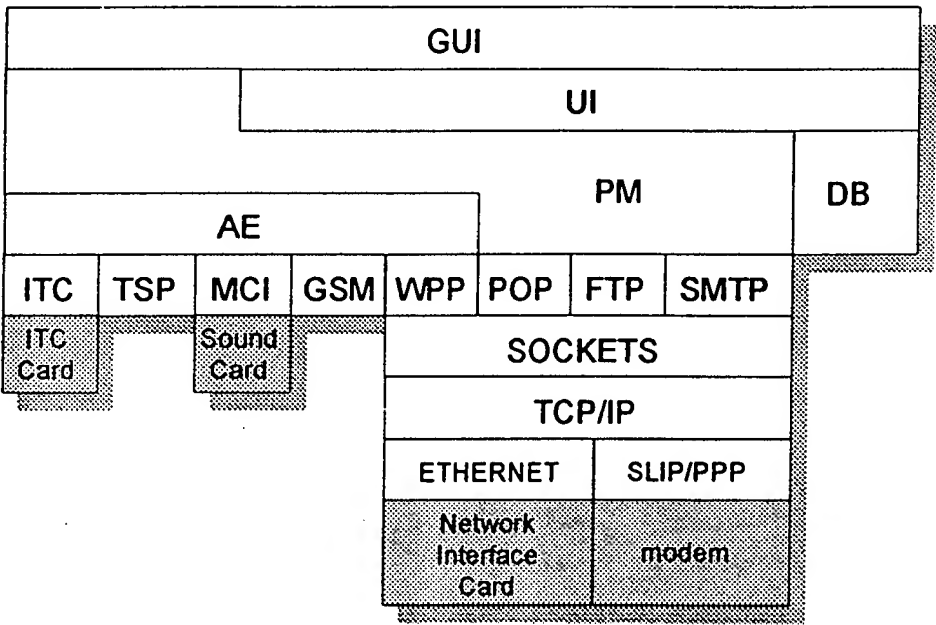 GUI
UI
PM
DB
AE
ITC
TSP
MCI
GSM
WPP
POP
FTP
SMTP
ITC
Card
Sound
Card
SOCKETS
TCP/IP
ETHERNET
SLIP/PPP
Network
Interface
Card
modem